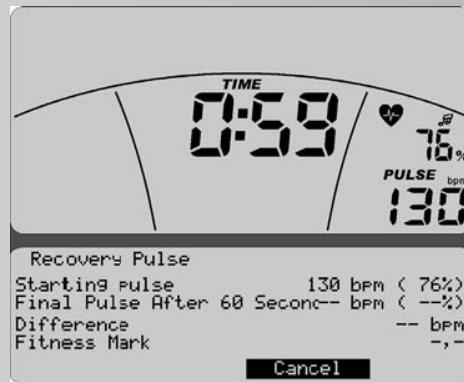 TIME
0:59
76%
PULSE bpm
130
Recovery Pulse
Starting pulse 130 bpm ( 76%)
Final Pulse After 60 Secon-- bpm ( --%)
Difference -- bpm
Fitness Mark -,-
Cancel